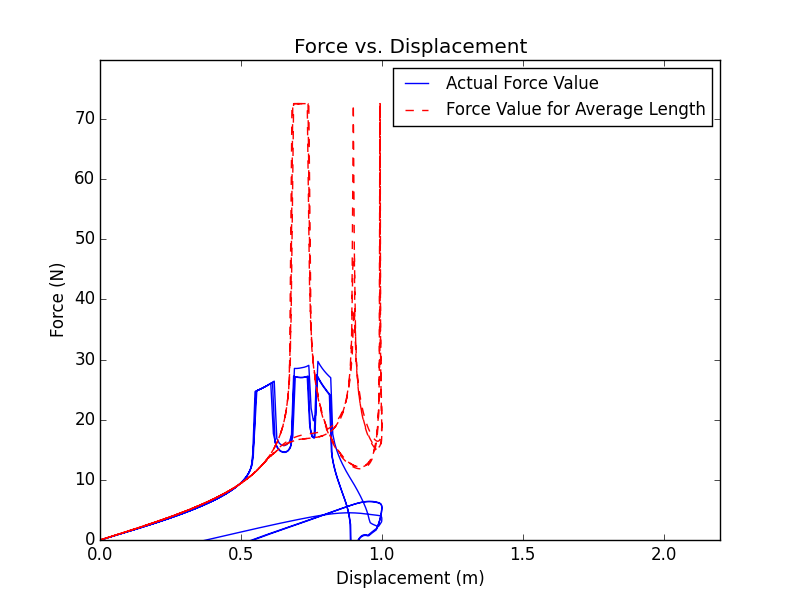 Force vs. Displacement
Actual Force Value
Force Value for Average Length
70
60
50
40
30
20
10
0
Force (N)
0.0 0.5 1.0 1.5 2.0
Displacement (m)